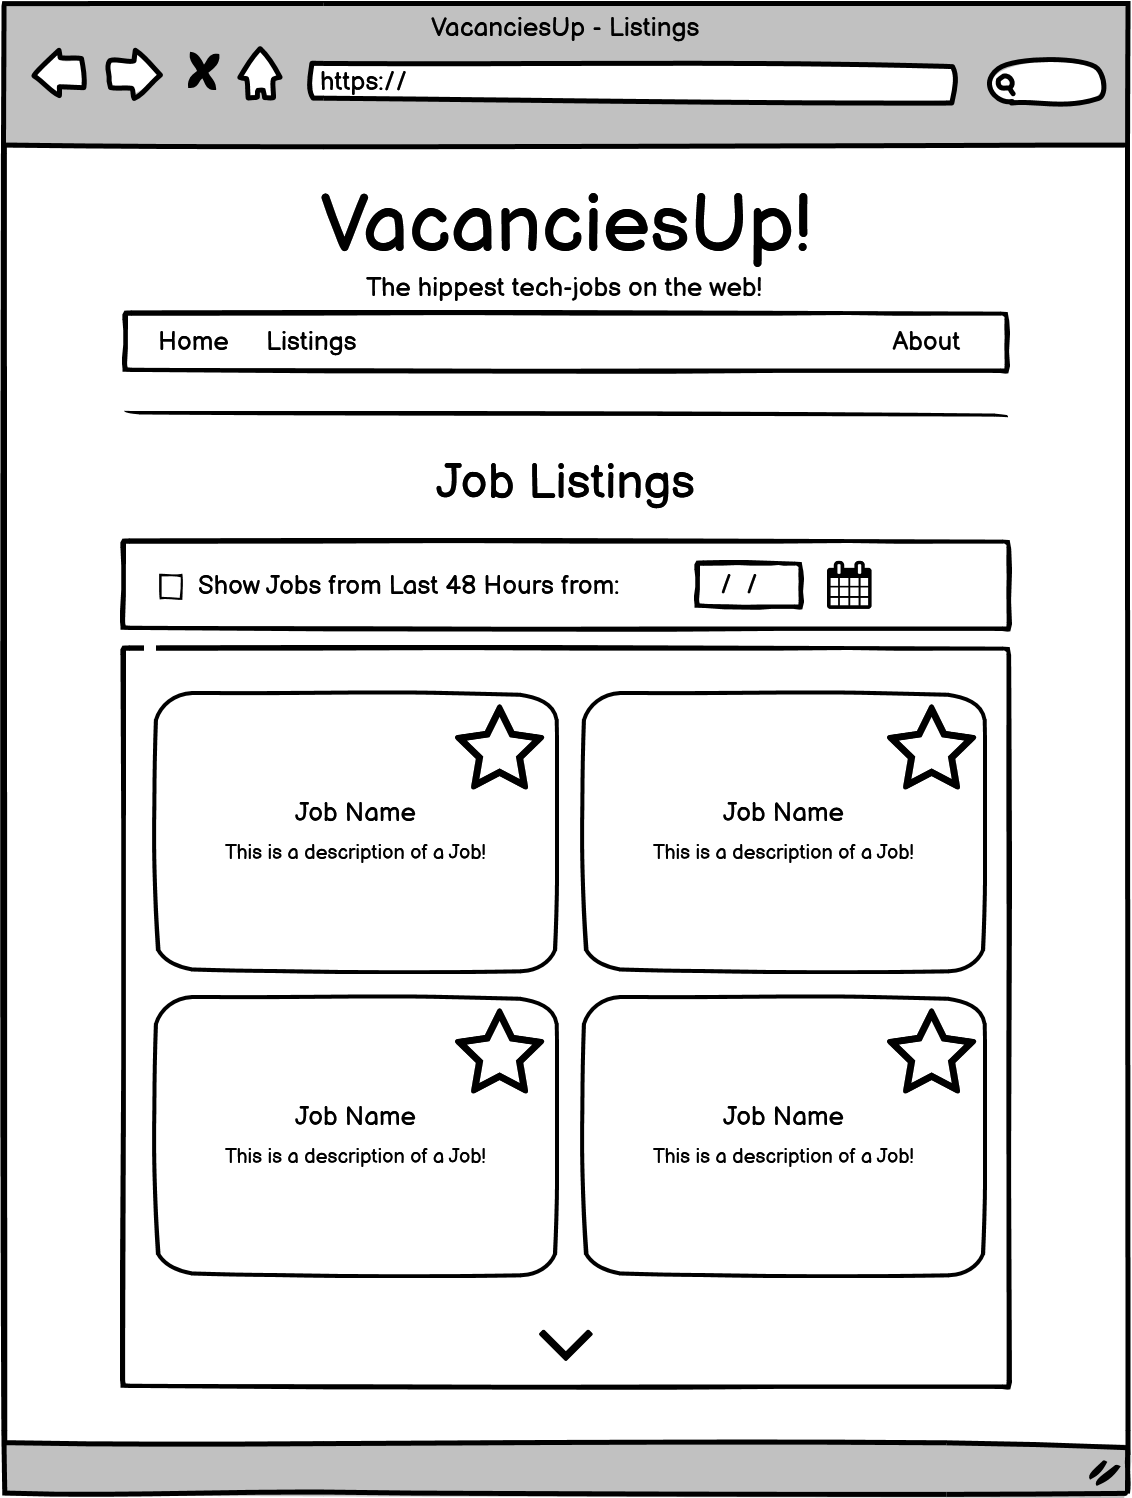 VacanciesUp - Listings
https://
VacanciesUp!
The hippest tech-jobs on the web!
Home Listings About
Job Listings
Show Jobs from Last 48 Hours from: / /
Job Name Job Name
This is a description of a Job! This is a description of a Job!
Job Name Job Name
This is a description of a Job! This is a description of a Job!